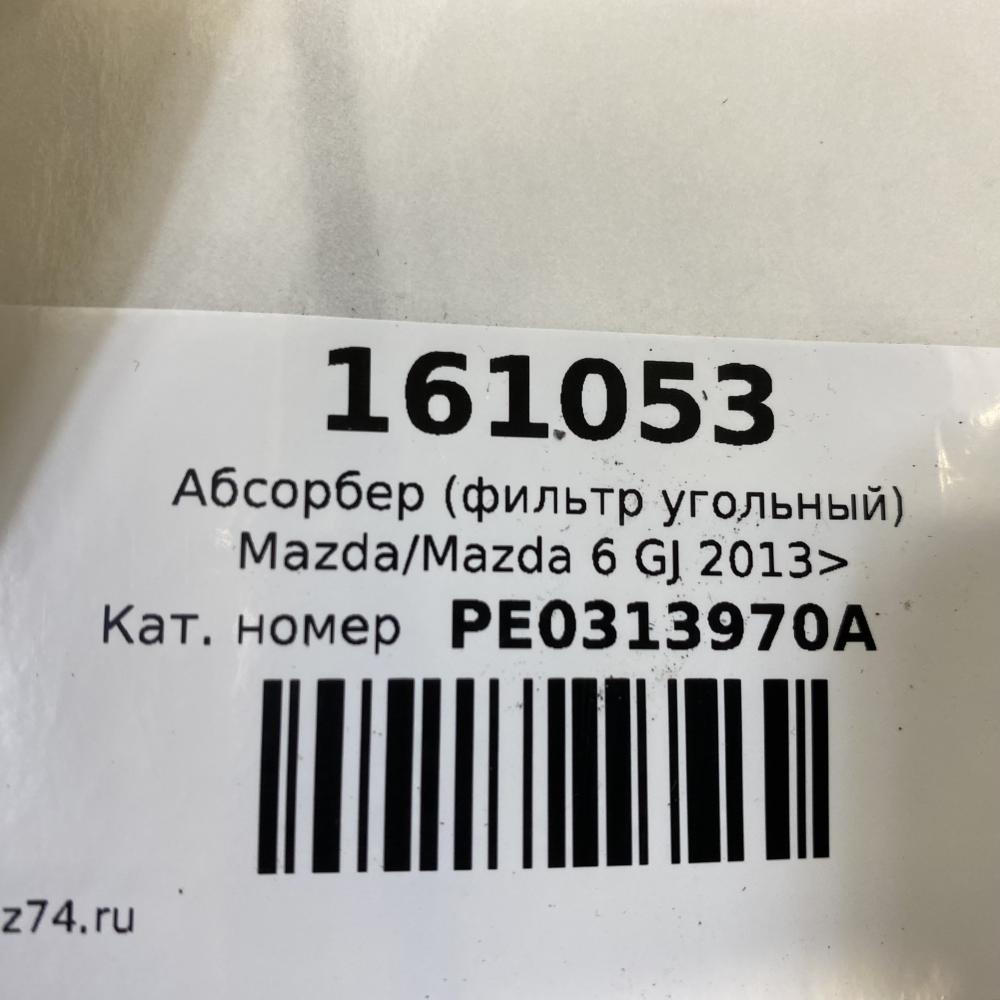 161053
Абсорбер (фильтр угольный)
Mazda/Mazda 6 GJ 2013>
Кат. номер PE0313970A
z74.ru